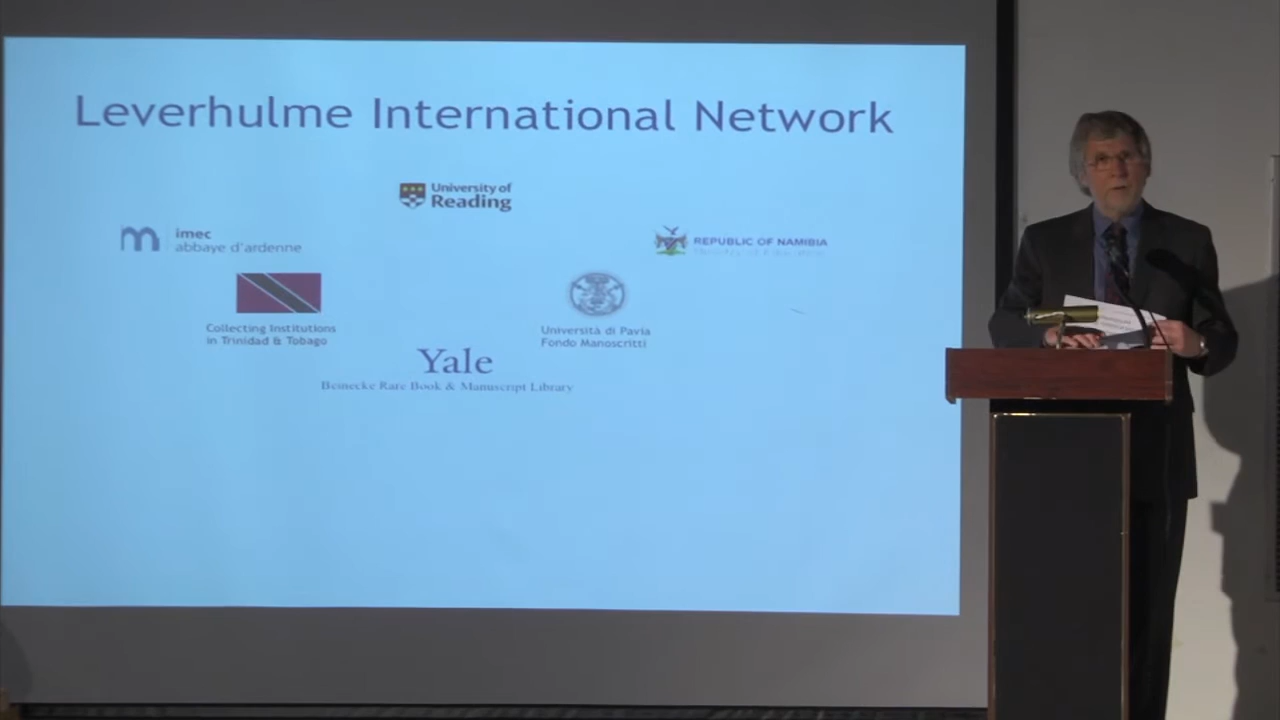 Leverhulme International Network
University of
Reading
imec
abbaye d'ardenne
REPUBLIC OF NAMIBIA
Collecting Institutions
in Trinidad & Tobago
Università di Pavia
Fondo Manoscritti
Yale
Beinecke Rare Book & Manuscript Library